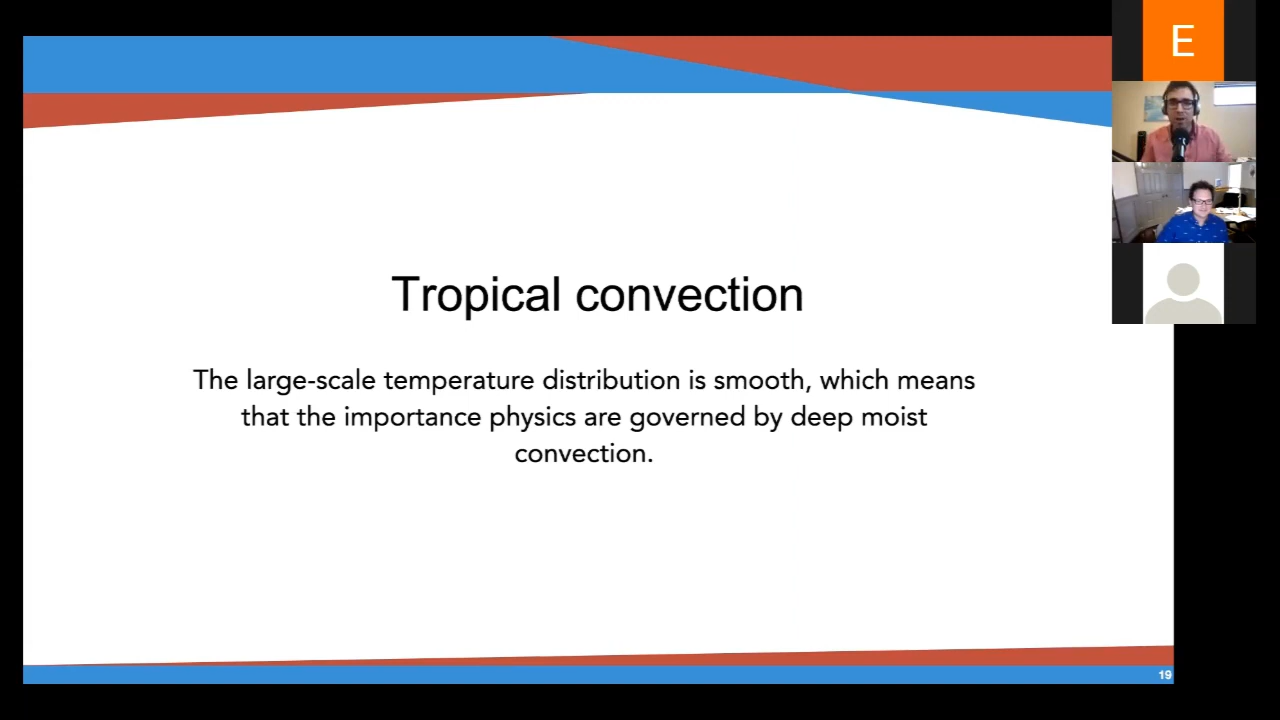 E
Tropical convection
The large-scale temperature distribution is smooth, which means
that the importance physics are governed by deep moist
convection.
19